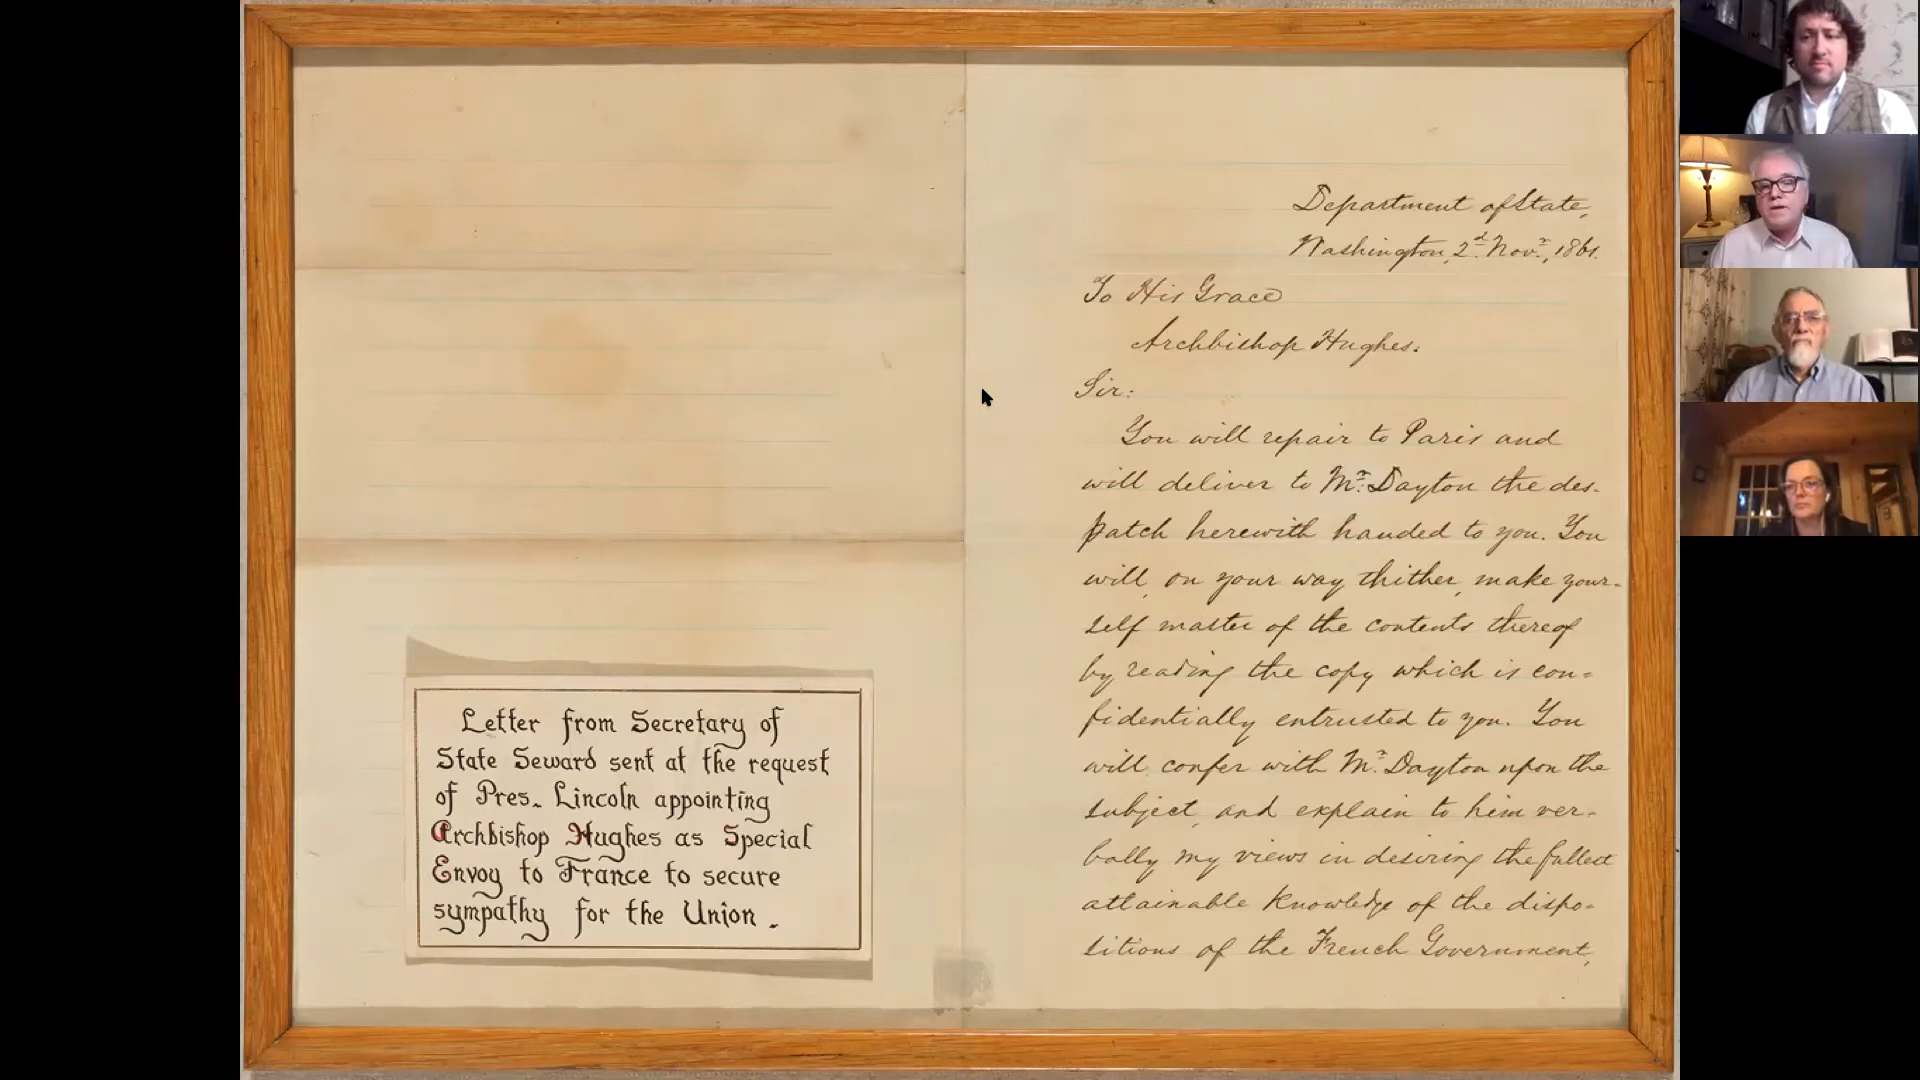 Letter from Secretary of
State Seward sent at the request
of Pres. Lincoln appointing
Archbishop Hughes as Special
Envoy to France to secure
sympathy for the Union.
Department of State,
Washington, 2d Novr., 1861.
To His Grace
Archbishop Hughes.
Sir:
You will repair to Paris and
will deliver to Mr. Dayton the des-
patch herewith handed to you. You
will, on your way thither, make your-
self master of the contents thereof
by reading the copy which is con-
fidentially entrusted to you. You
will confer with Mr. Dayton upon the
subject, and explain to him ver-
bally my views in desiring the fullest
attainable knowledge of the dispo-
sitions of the French Government,